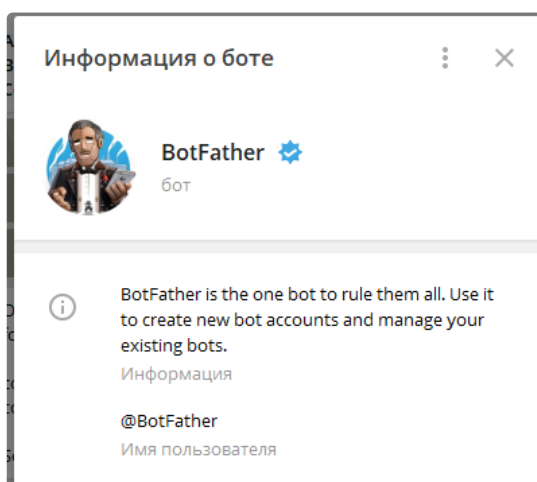 Информация о боте
BotFather
бот
BotFather is the one bot to rule them all. Use it
to create new bot accounts and manage your
existing bots.
Информация
@BotFather
Имя пользователя